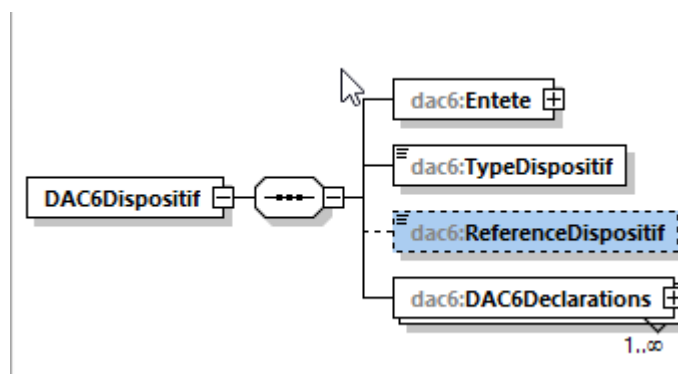 dac6:Entete
dac6:TypeDispositif
DAC6Dispositif
dac6:ReferenceDispositif
dac6:DAC6Declarations
1..∞